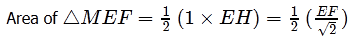 Area of △MEF = 1/2 (1 × EH) = 1/2 (EF/√2)